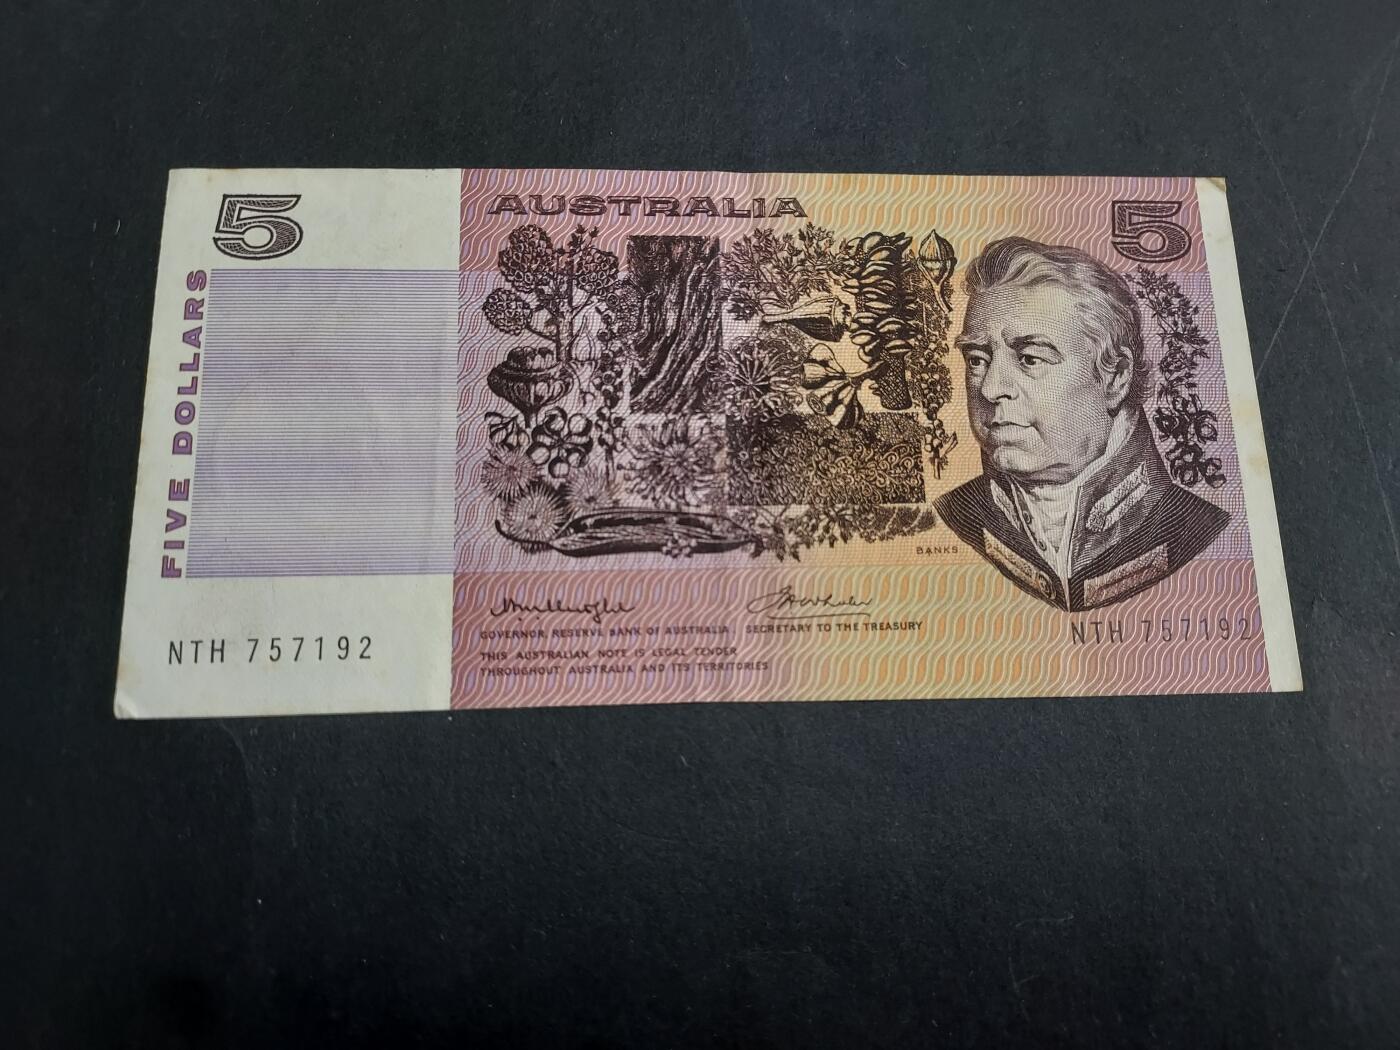 5
AUSTRALIA
5
FIVE DOLLARS
BANKS
GOVERNOR, RESERVE BANK OF AUSTRALIA. SECRETARY TO THE TREASURY
THIS AUSTRALIAN NOTE IS LEGAL TENDER
THROUGHOUT AUSTRALIA AND ITS TERRITORIES
NTH 757192
NTH 757192